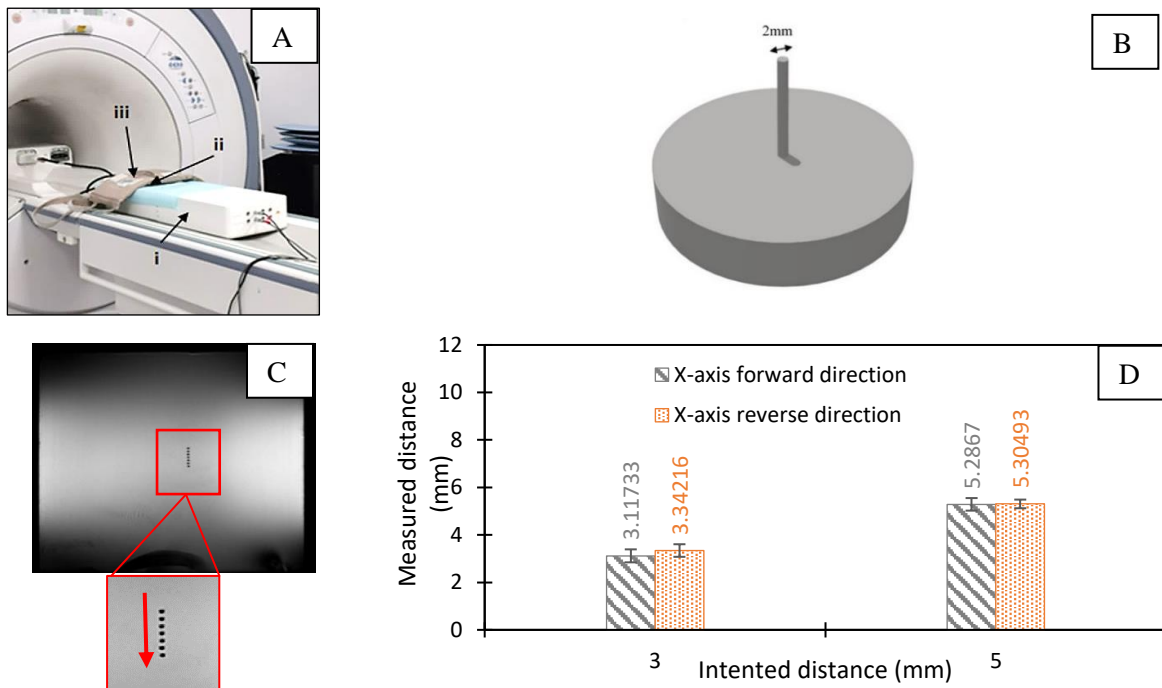 A
iii
ii
i
2mm
B
C
12
10
8
6
4
2
0
Measured distance
(mm)
X-axis forward direction
X-axis reverse direction
D
3.11733
3.34216
5.2867
5.30493
3
5
Intented distance (mm)